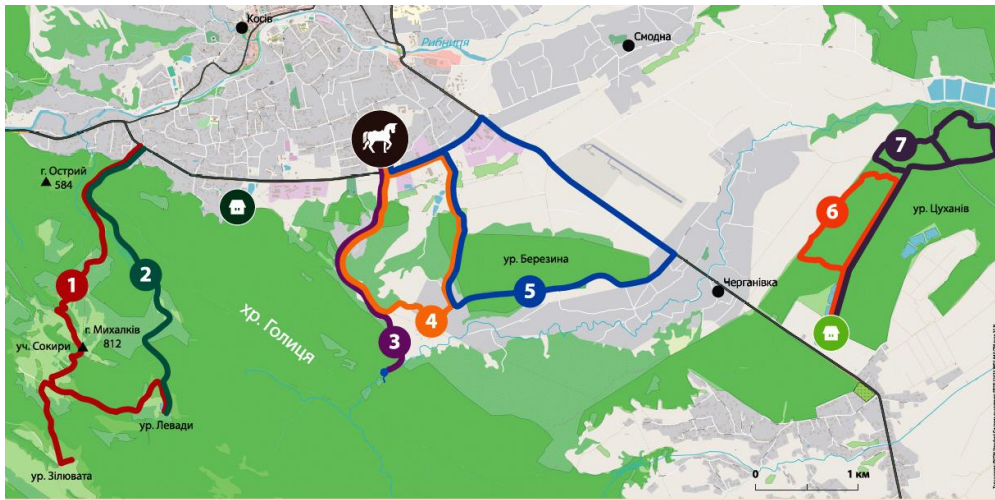 Косів
Рибниця
Смодна
г. Острий
584
7
6
ур. Цуханів
1
2
ур. Березина
5
Черганівка
4
3
хр. Голиця
г. Михалків
812
уч. Сокири
ур. Левади
ур. Зілювата
0
1 км